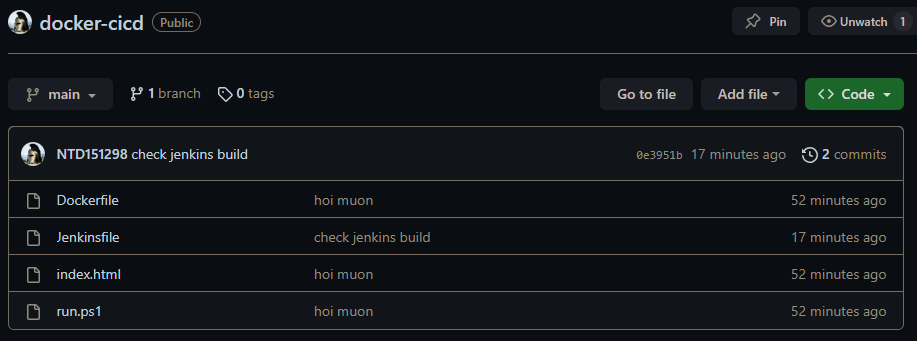 docker-cicd Public Pin Unwatch 1
main 1 branch 0 tags Go to file Add file Code
NTD151298 check jenkins build 0e3951b 17 minutes ago 2 commits
Dockerfile hoi muon 52 minutes ago
Jenkinsfile check jenkins build 17 minutes ago
index.html hoi muon 52 minutes ago
run.ps1 hoi muon 52 minutes ago